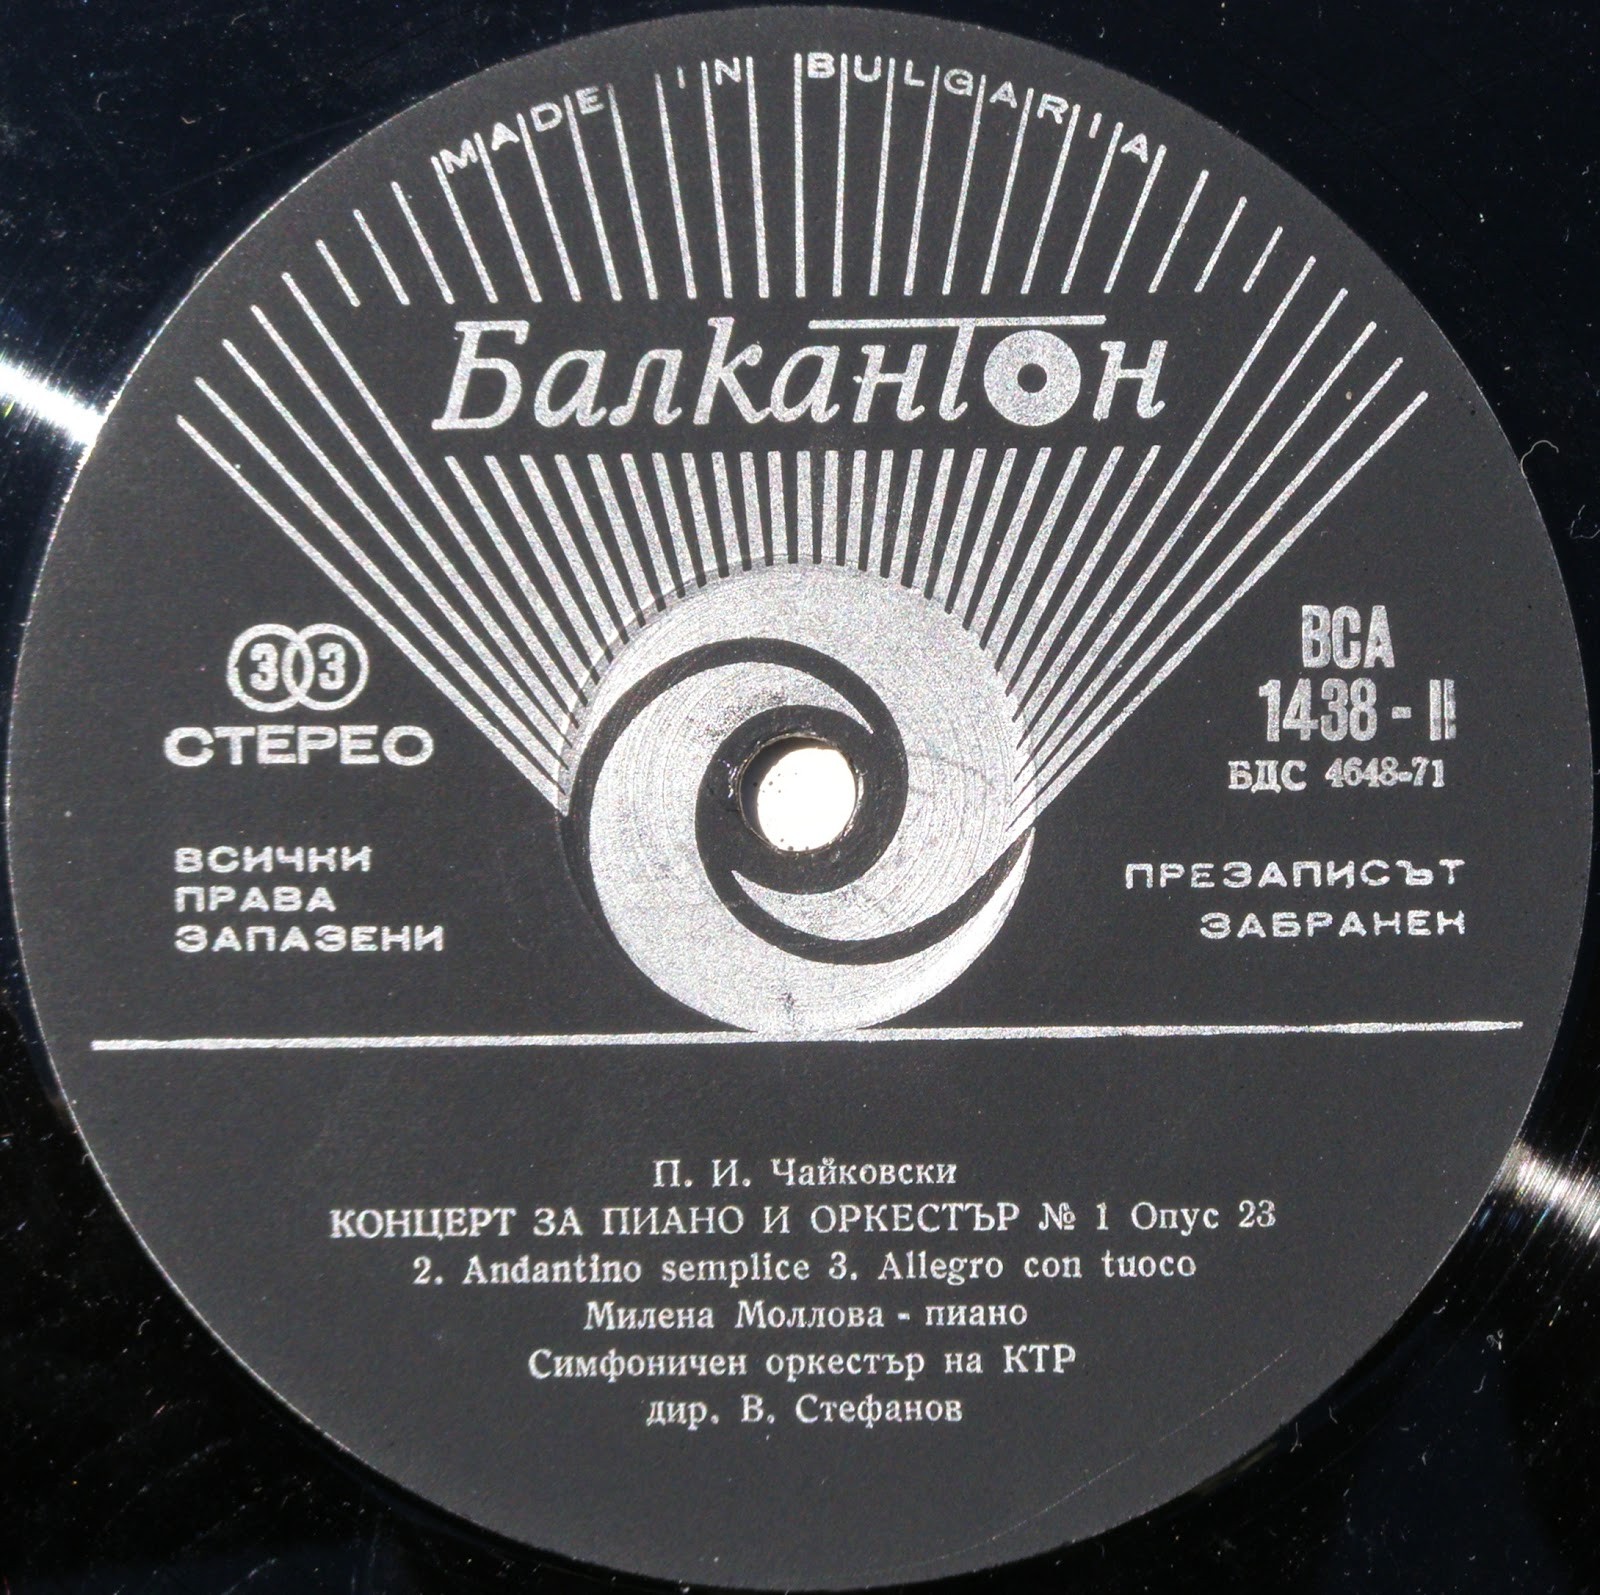 MADE IN BULGARIA
Балкантон
33
СТЕРЕО
ВСИЧКИ
ПРАВА
ЗАПАЗЕНИ
ВСА
1438 - II
БДС 4648-71
ПРЕЗАПИСЪТ
ЗАБРАНЕН
П. И. Чайковски
КОНЦЕРТ ЗА ПИАНО И ОРКЕСТЪР № 1 Опус 23
2. Andantino semplice 3. Allegro con tuoco
Милена Моллова - пиано
Симфоничен оркестър на КТР
дир. В. Стефанов